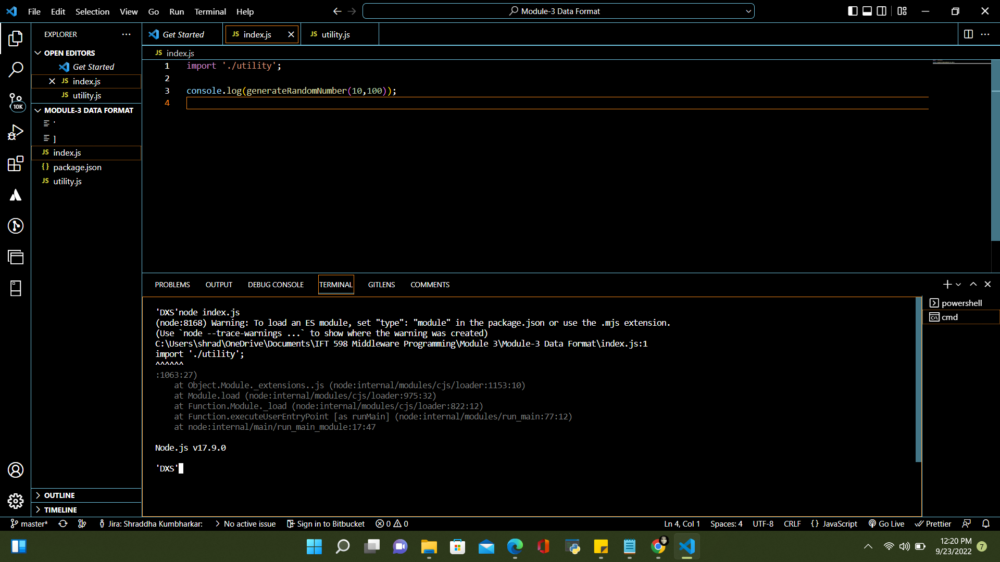 File Edit Selection View Go Run Terminal Help
Module-3 Data Format
EXPLORER
OPEN EDITORS
Get Started
JS index.js
JS utility.js
10K
MODULE-3 DATA FORMAT
'
]
JS index.js
{} package.json
JS utility.js
OUTLINE
TIMELINE
Get Started
JS index.js
JS utility.js
JS index.js
1 import './utility';
2
3 console.log(generateRandomNumber(10,100));
4
PROBLEMS OUTPUT DEBUG CONSOLE TERMINAL GITLENS COMMENTS
powershell
cmd
'DXS'node index.js
(node:8168) Warning: To load an ES module, set "type": "module" in the package.json or use the .mjs extension.
(Use `node --trace-warnings ...` to show where the warning was created)
C:\Users\shrad\OneDrive\Documents\IFT 598 Middleware Programming\Module 3\Module-3 Data Format\index.js:1
import './utility';
^^^^^^
:1063:27)
at Object.Module._extensions..js (node:internal/modules/cjs/loader:1153:10)
at Module.load (node:internal/modules/cjs/loader:975:32)
at Function.Module._load (node:internal/modules/cjs/loader:822:12)
at Function.executeUserEntryPoint [as runMain] (node:internal/modules/run_main:77:12)
at node:internal/main/run_main_module:17:47
Node.js v17.9.0
'DXS'
master* Jira: Shraddha Kumbharkar: No active issue Sign in to Bitbucket 0 0 Ln 4, Col 1 Spaces: 4 UTF-8 CRLF {} JavaScript Go Live Prettier
12:20 PM
9/23/2022
7